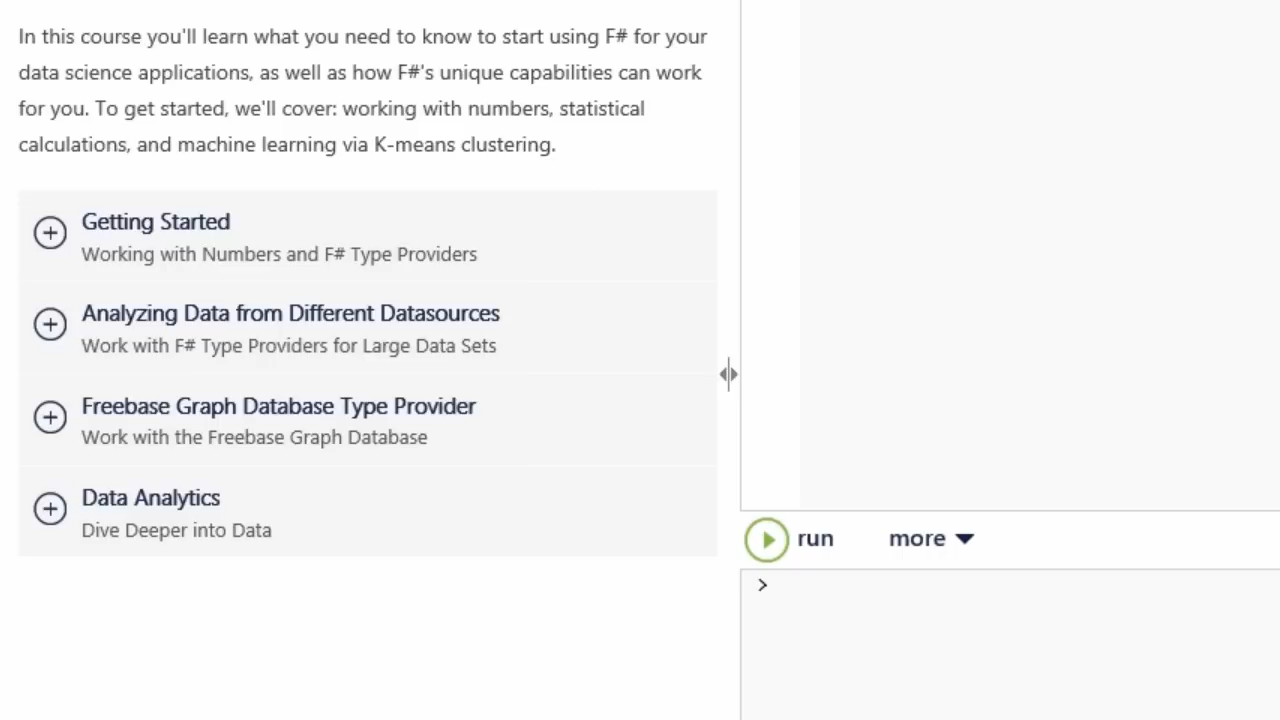 In this course you'll learn what you need to know to start using F# for your
data science applications, as well as how F#'s unique capabilities can work
for you. To get started, we'll cover: working with numbers, statistical
calculations, and machine learning via K-means clustering.
Getting Started
Working with Numbers and F# Type Providers
Analyzing Data from Different Datasources
Work with F# Type Providers for Large Data Sets
Freebase Graph Database Type Provider
Work with the Freebase Graph Database
Data Analytics
Dive Deeper into Data
run more
>